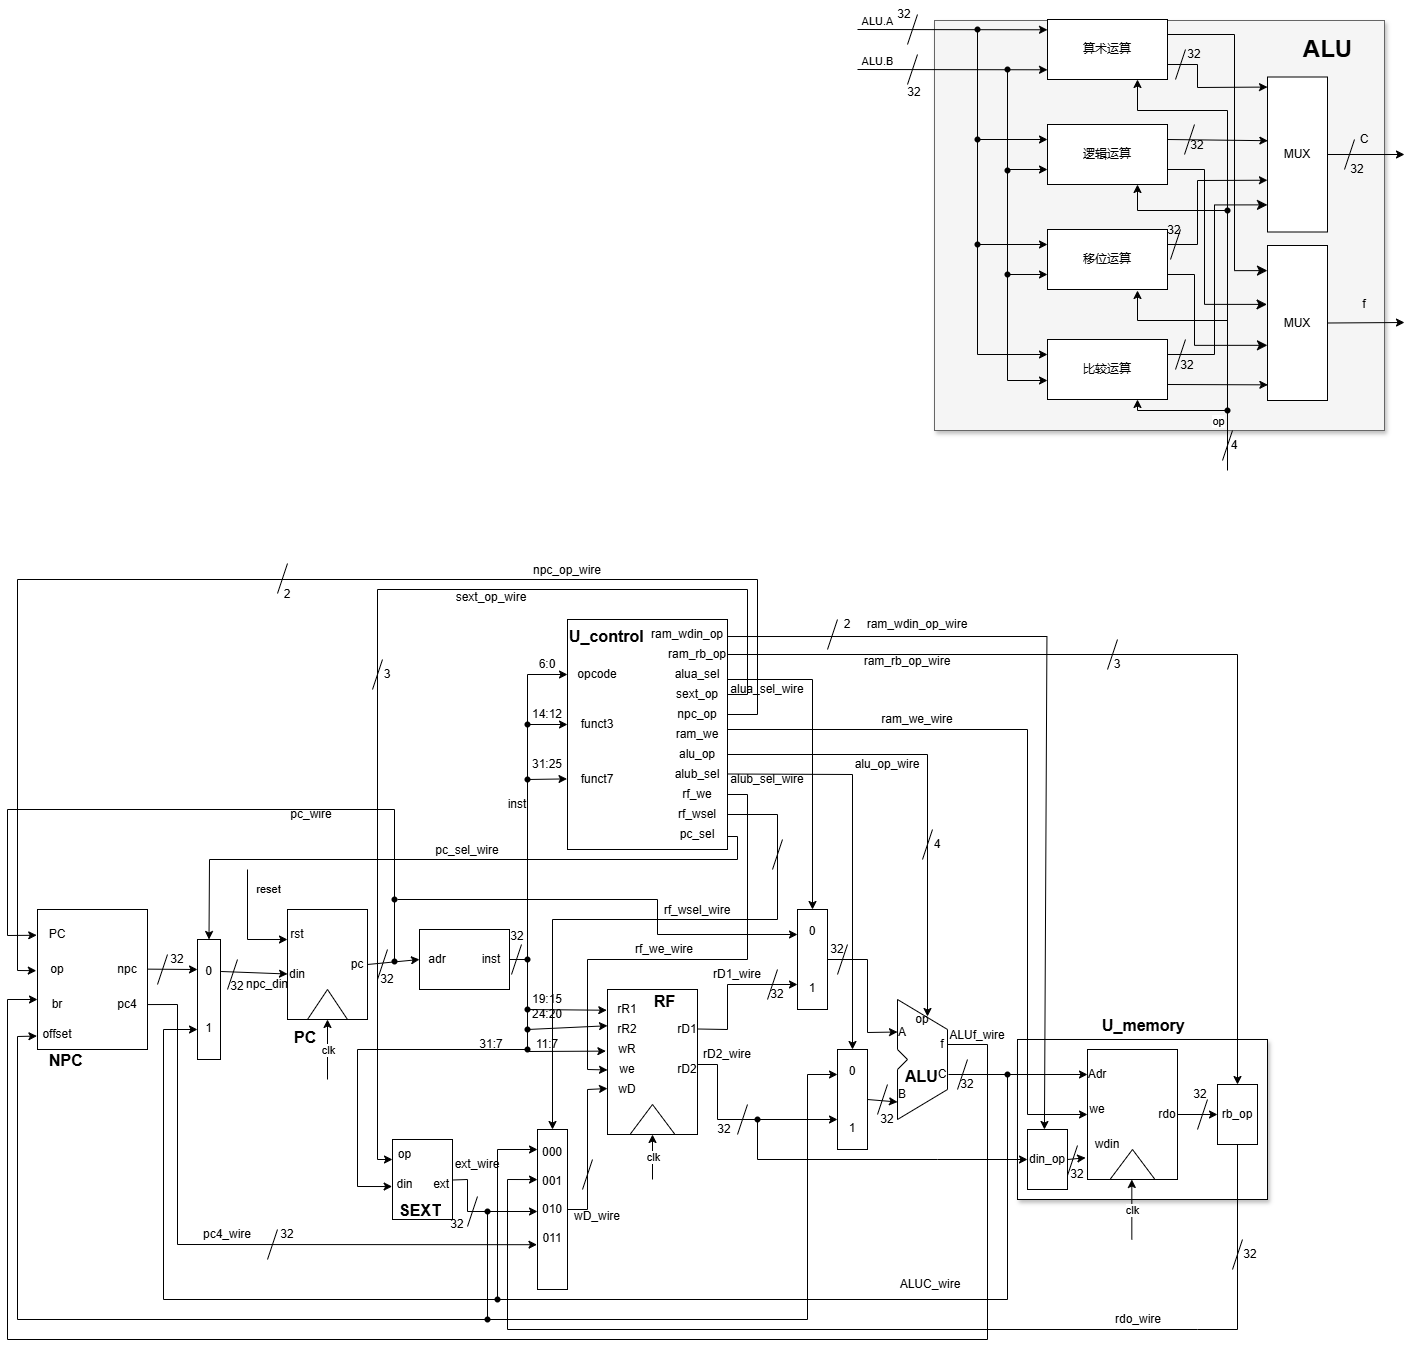 ALU.A
32
ALU.B
32
ALU
算术运算
32
逻辑运算
32
移位运算
32
比较运算
32
MUX
C
32
MUX
f
op
4
npc_op_wire
2
sext_op_wire
3
U_control
opcode
funct3
funct7
ram_wdin_op
ram_rb_op
alua_sel
sext_op
npc_op
ram_we
alu_op
alub_sel
rf_we
rf_wsel
pc_sel
6:0
14:12
31:25
inst
2
ram_wdin_op_wire
ram_rb_op_wire
3
alua_sel_wire
ram_we_wire
alu_op_wire
4
alub_sel_wire
pc_wire
pc_sel_wire
reset
rf_wsel_wire
rf_we_wire
PC
op
br
offset
npc
pc4
NPC
32
0
1
32
npc_din
rst
din
pc
PC
clk
32
adr
inst
32
19:15
24:20
31:7
11:7
RF
rR1
rR2
wR
we
wD
rD1
rD2
clk
rD1_wire
32
rD2_wire
32
0
1
32
0
1
32
op
A
B
f
C
ALU
ALUf_wire
32
U_memory
Adr
we
wdin
rdo
clk
din_op
32
32
rb_op
32
op
din
ext
SEXT
ext_wire
32
000
001
010
011
wD_wire
pc4_wire
32
ALUC_wire
rdo_wire